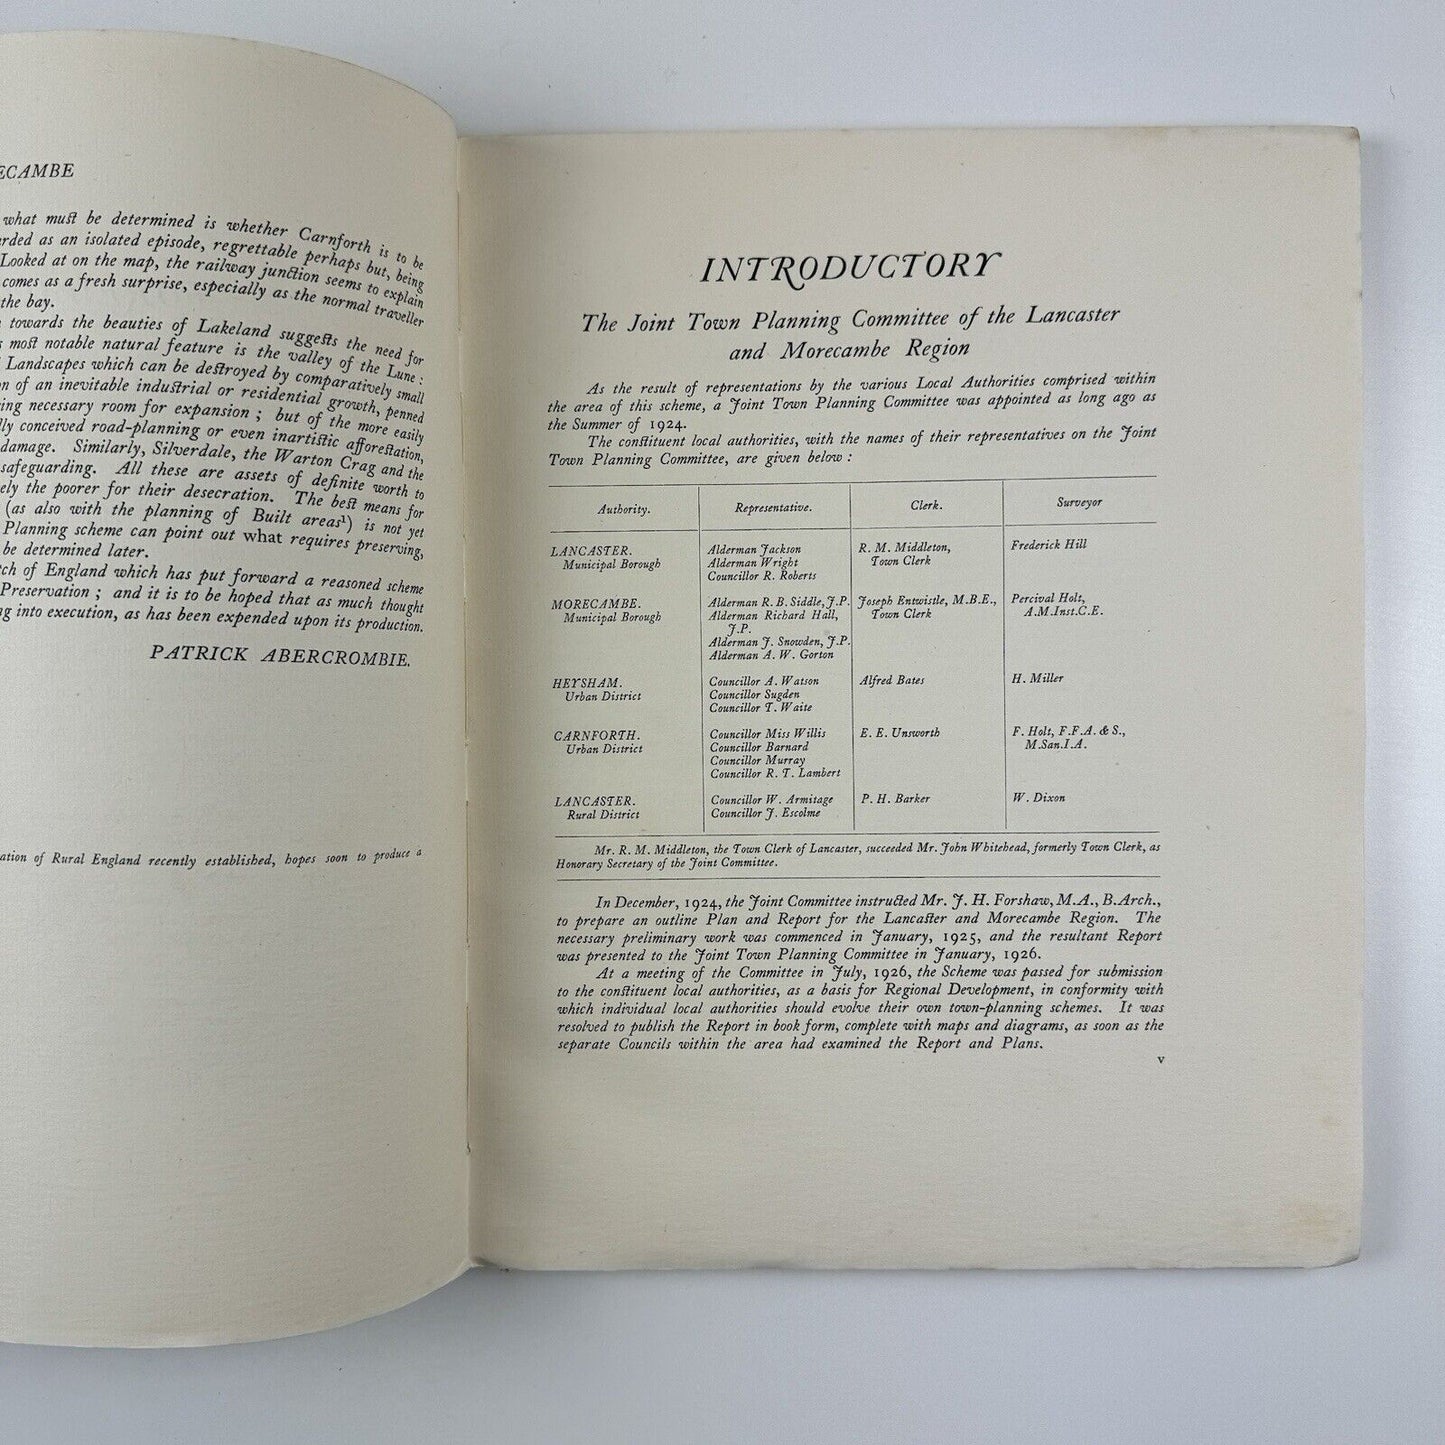 ECAMBE
what must be determined is whether Carnforth is to be
rded as an isolated episode, regrettable perhaps but, being
Looked at on the map, the railway junction seems to explain
comes as a fresh surprise, especially as the normal traveller
the bay.
towards the beauties of Lakeland suggests the need for
s most notable natural feature is the valley of the Lune :
Landscapes which can be destroyed by comparatively small
on of an inevitable industrial or residential growth, penned
ing necessary room for expansion ; but of the more easily
lly conceived road-planning or even inartistic afforestation,
damage. Similarly, Silverdale, the Warton Crag and the
safeguarding. All these are assets of definite worth to
ely the poorer for their desecration. The best means for
(as also with the planning of Built areas¹) is not yet
Planning scheme can point out what requires preserving,
be determined later.
tch of England which has put forward a reasoned scheme
Preservation ; and it is to be hoped that as much thought
ng into execution, as has been expended upon its production.
PATRICK ABERCROMBIE.
ation of Rural England recently established, hopes soon to produce a
INTRODUCTORY
The Joint Town Planning Committee of the Lancaster
and Morecambe Region
As the result of representations by the various Local Authorities comprised within
the area of this scheme, a Joint Town Planning Committee was appointed as long ago as
the Summer of 1924.
The constituent local authorities, with the names of their representatives on the Joint
Town Planning Committee, are given below :
Authority. Representative. Clerk. Surveyor
LANCASTER. Alderman Jackson R. M. Middleton, Frederick Hill
Municipal Borough Alderman Wright Town Clerk
Councillor R. Roberts
MORECAMBE. Alderman R. B. Siddle, J.P. Joseph Entwistle, M.B.E., Percival Holt,
Municipal Borough Alderman Richard Hall, Town Clerk A.M.Inst.C.E.
J.P.
Alderman J. Snowden, J.P.
Alderman A. W. Gorton
HEYSHAM. Councillor A. Watson Alfred Bates H. Miller
Urban District Councillor Sugden
Councillor T. Waite
CARNFORTH. Councillor Miss Willis E. E. Unsworth F. Holt, F.F.A. & S.,
Urban District Councillor Barnard M.San.I.A.
Councillor Murray
Councillor R. T. Lambert
LANCASTER. Councillor W. Armitage P. H. Barker W. Dixon
Rural District Councillor J. Escolme
Mr. R. M. Middleton, the Town Clerk of Lancaster, succeeded Mr. John Whitehead, formerly Town Clerk, as
Honorary Secretary of the Joint Committee.
In December, 1924, the Joint Committee instructed Mr. J. H. Forshaw, M.A., B.Arch.,
to prepare an outline Plan and Report for the Lancaster and Morecambe Region. The
necessary preliminary work was commenced in January, 1925, and the resultant Report
was presented to the Joint Town Planning Committee in January, 1926.
At a meeting of the Committee in July, 1926, the Scheme was passed for submission
to the constituent local authorities, as a basis for Regional Development, in conformity with
which individual local authorities should evolve their own town-planning schemes. It was
resolved to publish the Report in book form, complete with maps and diagrams, as soon as the
separate Councils within the area had examined the Report and Plans.
v